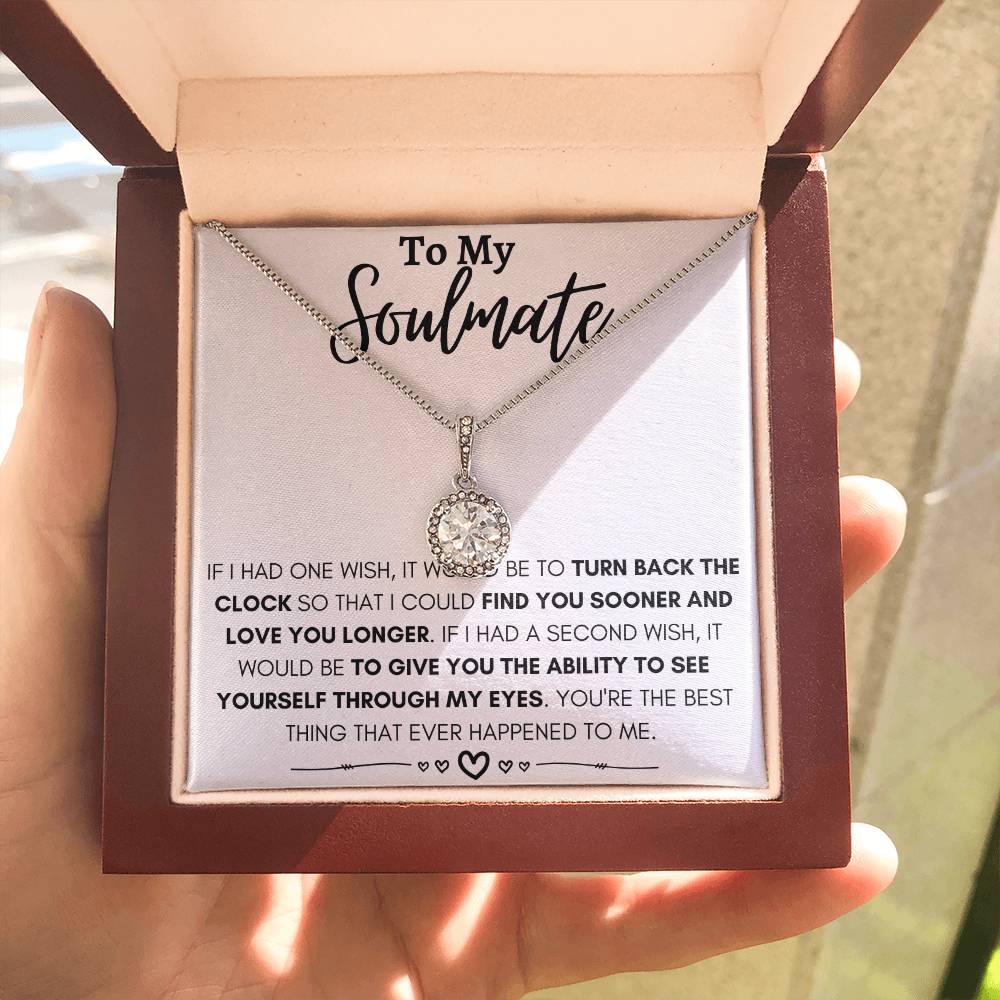 To My
Soulmate
IF I HAD ONE WISH, IT WOULD BE TO TURN BACK THE
CLOCK SO THAT I COULD FIND YOU SOONER AND
LOVE YOU LONGER. IF I HAD A SECOND WISH, IT
WOULD BE TO GIVE YOU THE ABILITY TO SEE
YOURSELF THROUGH MY EYES. YOU'RE THE BEST
THING THAT EVER HAPPENED TO ME.